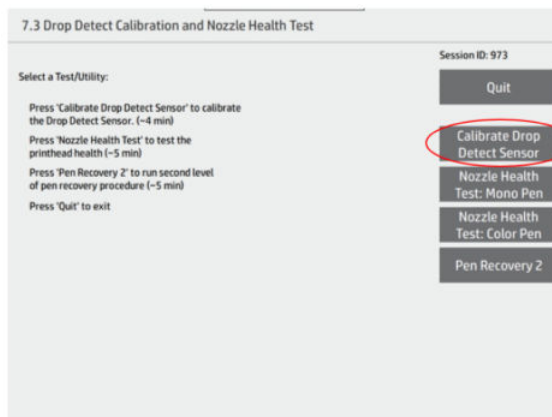 7.3 Drop Detect Calibration and Nozzle Health Test
Session ID: 973
Select a Test/Utility:
Press 'Calibrate Drop Detect Sensor' to calibrate
the Drop Detect Sensor. (~4 min)
Press 'Nozzle Health Test' to test the
printhead health (~5 min)
Press 'Pen Recovery 2' to run second level
of pen recovery procedure (~5 min)
Press 'Quit' to exit
Quit
Calibrate Drop
Detect Sensor
Nozzle Health
Test: Mono Pen
Nozzle Health
Test: Color Pen
Pen Recovery 2